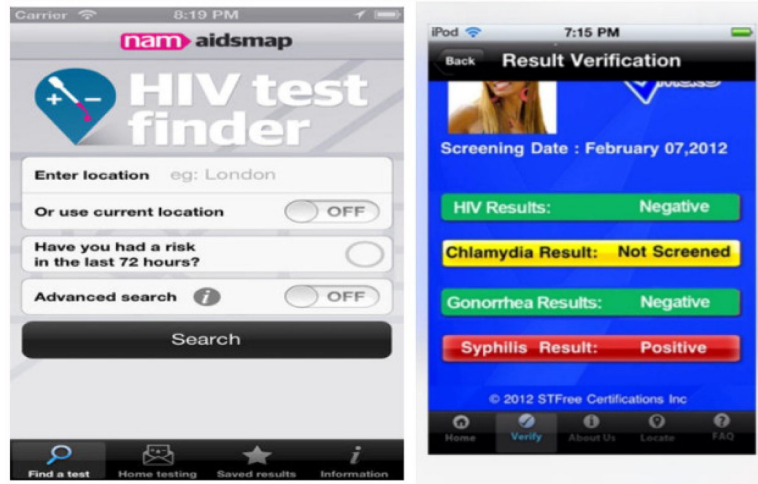 Carrier 8:19 PM
nam aidsmap
HIV test
finder
Enter location eg: London
Or use current location OFF
Have you had a risk
in the last 72 hours?
Advanced search i OFF
Search
Find a test Home testing Saved results Information
iPod 7:15 PM
Back Result Verification
Screening Date : February 07,2012
HIV Results: Negative
Chlamydia Result: Not Screened
Gonorrhea Results: Negative
Syphilis Result: Positive
© 2012 STFree Certifications Inc
Home Verify About Us Locate FAQ